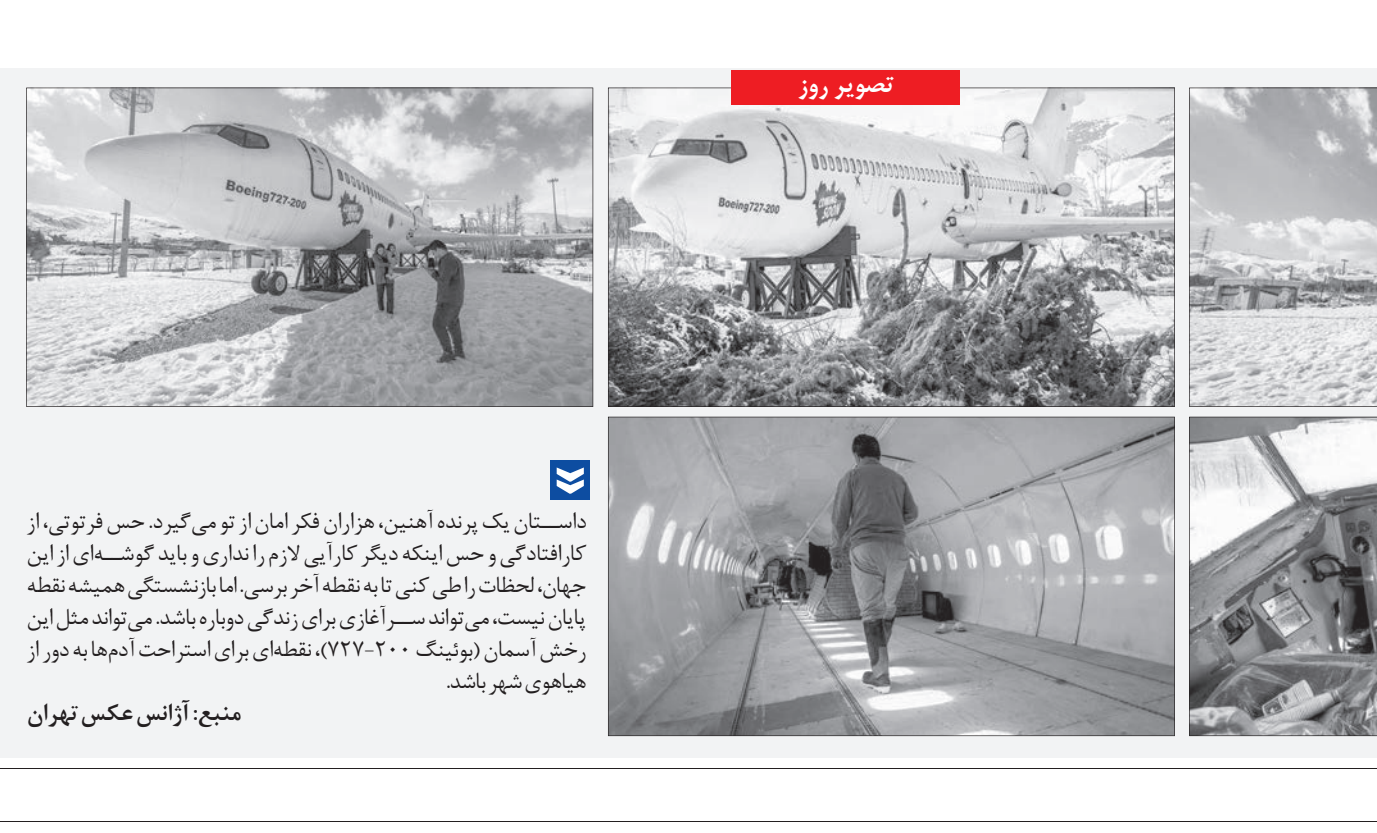 تصویر روز
Boeing727-200
Boeing727-200
داستان یک پرنده آهنین، هزاران فکر امان از تو می‌گیرد. حس فرتوتی، از
کارافتادگی و حس اینکه دیگر کارآیی لازم را نداری و باید گوشه‌ای از این
جهان، لحظات را طی کنی تا به نقطه آخر برسی. اما بازنشستگی همیشه نقطه
پایان نیست، می‌تواند سرآغازی برای زندگی دوباره باشد. می‌تواند مثل این
رخش آسمان (بوئینگ ۲۰۰-۷۲۷)، نقطه‌ای برای استراحت آدم‌ها به دور از
هیاهوی شهر باشد.
منبع: آژانس عکس تهران